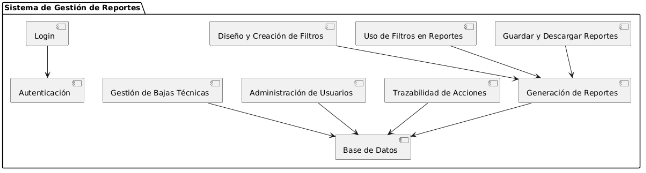 Sistema de Gestión de Reportes
Login
Diseño y Creación de Filtros
Uso de Filtros en Reportes
Guardar y Descargar Reportes
Autenticación
Gestión de Bajas Técnicas
Administración de Usuarios
Trazabilidad de Acciones
Generación de Reportes
Base de Datos